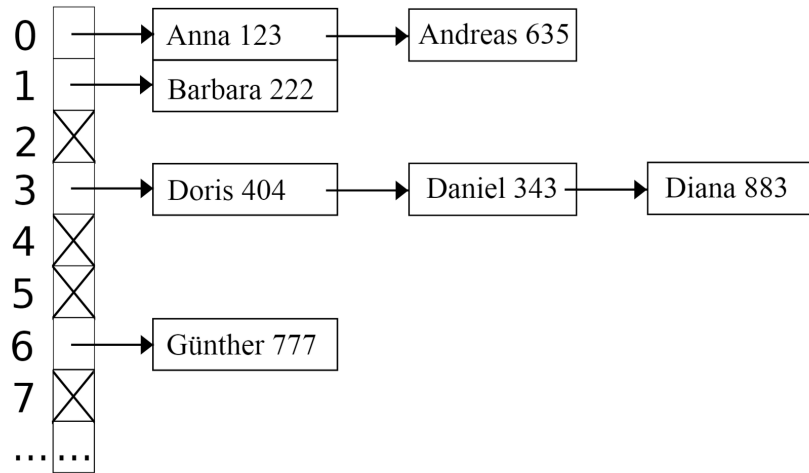 0 Anna 123 Andreas 635
1 Barbara 222
2
3 Doris 404 Daniel 343 Diana 883
4
5
6 Günther 777
7
... ...